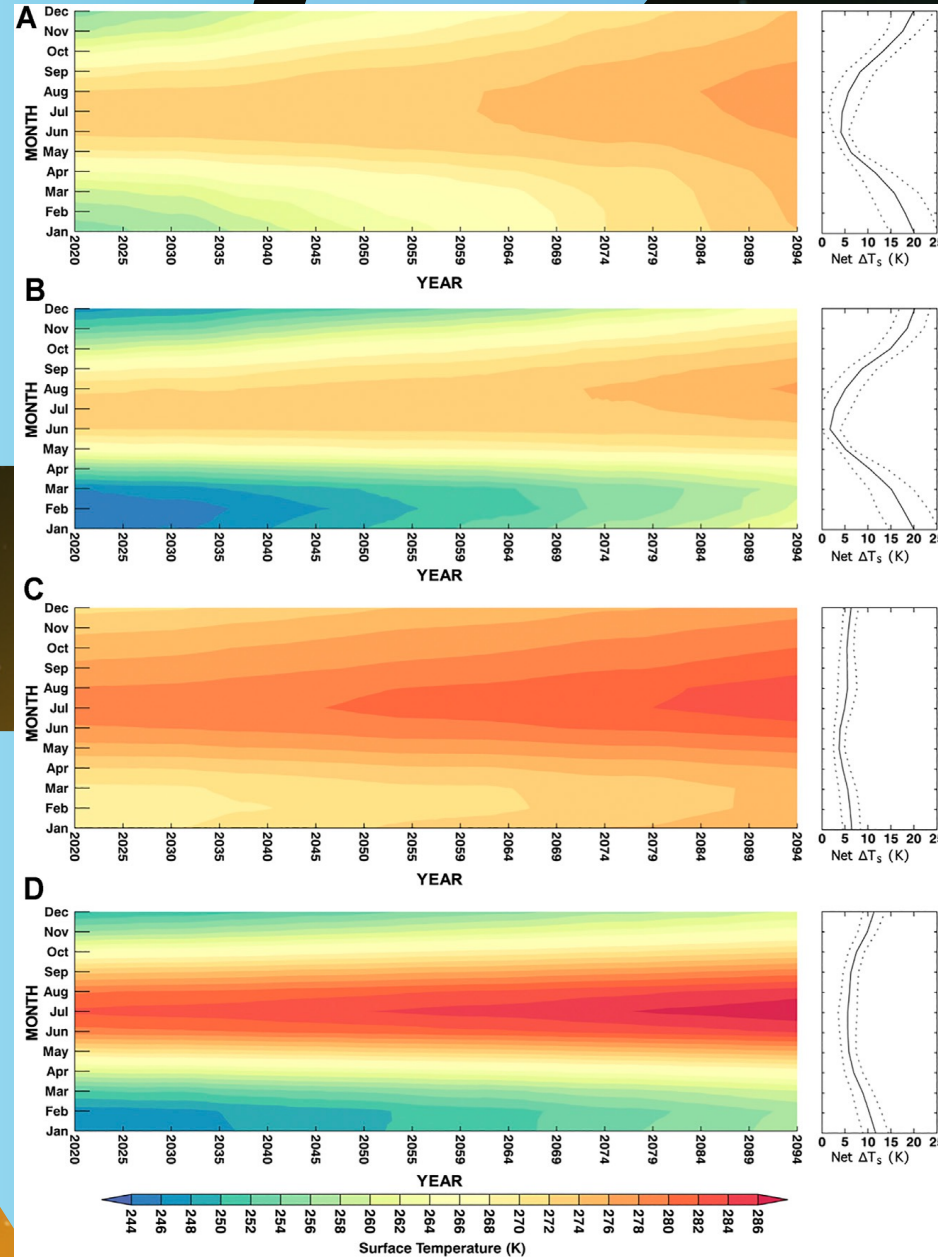 A
Dec
Nov
Oct
Sep
Aug
Jul
Jun
May
Apr
Mar
Feb
Jan
MONTH
2020 2025 2030 2035 2040 2045 2050 2055 2059 2064 2069 2074 2079 2084 2089 2094
YEAR
0 5 10 15 20 25
Net ΔTs (K)
B
Dec
Nov
Oct
Sep
Aug
Jul
Jun
May
Apr
Mar
Feb
Jan
MONTH
2020 2025 2030 2035 2040 2045 2050 2055 2059 2064 2069 2074 2079 2084 2089 2094
YEAR
0 5 10 15 20 25
Net ΔTs (K)
C
Dec
Nov
Oct
Sep
Aug
Jul
Jun
May
Apr
Mar
Feb
Jan
MONTH
2020 2025 2030 2035 2040 2045 2050 2055 2059 2064 2069 2074 2079 2084 2089 2094
YEAR
0 5 10 15 20 25
Net ΔTs (K)
D
Dec
Nov
Oct
Sep
Aug
Jul
Jun
May
Apr
Mar
Feb
Jan
MONTH
2020 2025 2030 2035 2040 2045 2050 2055 2059 2064 2069 2074 2079 2084 2089 2094
YEAR
0 5 10 15 20 25
Net ΔTs (K)
244 246 248 250 252 254 256 258 260 262 264 266 268 270 272 274 276 278 280 282 284 286
Surface Temperature (K)